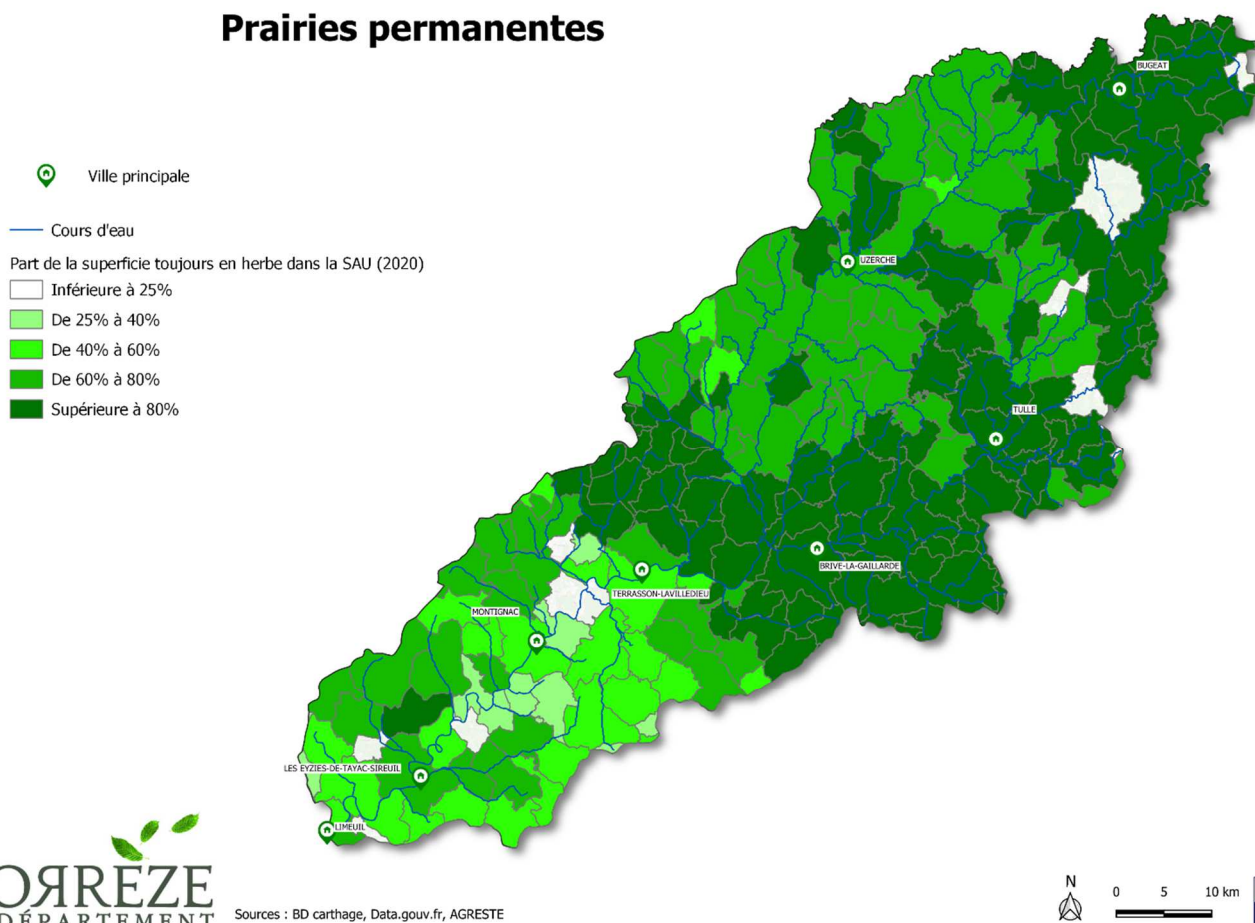 Prairies permanentes
Ville principale
Cours d'eau
Part de la superficie toujours en herbe dans la SAU (2020)
Inférieure à 25%
De 25% à 40%
De 40% à 60%
De 60% à 80%
Supérieure à 80%
BUGEAT
UZERCHE
TULLE
BRIVE-LA-GAILLARDE
TERRASSON-LAVILLEDIEU
MONTIGNAC
LES EYZIES-DE-TAYAC-SIREUIL
LIMEUIL
ORRÈZE
DÉPARTEMENT
Sources : BD carthage, Data.gouv.fr, AGRESTE
N
0 5 10 km